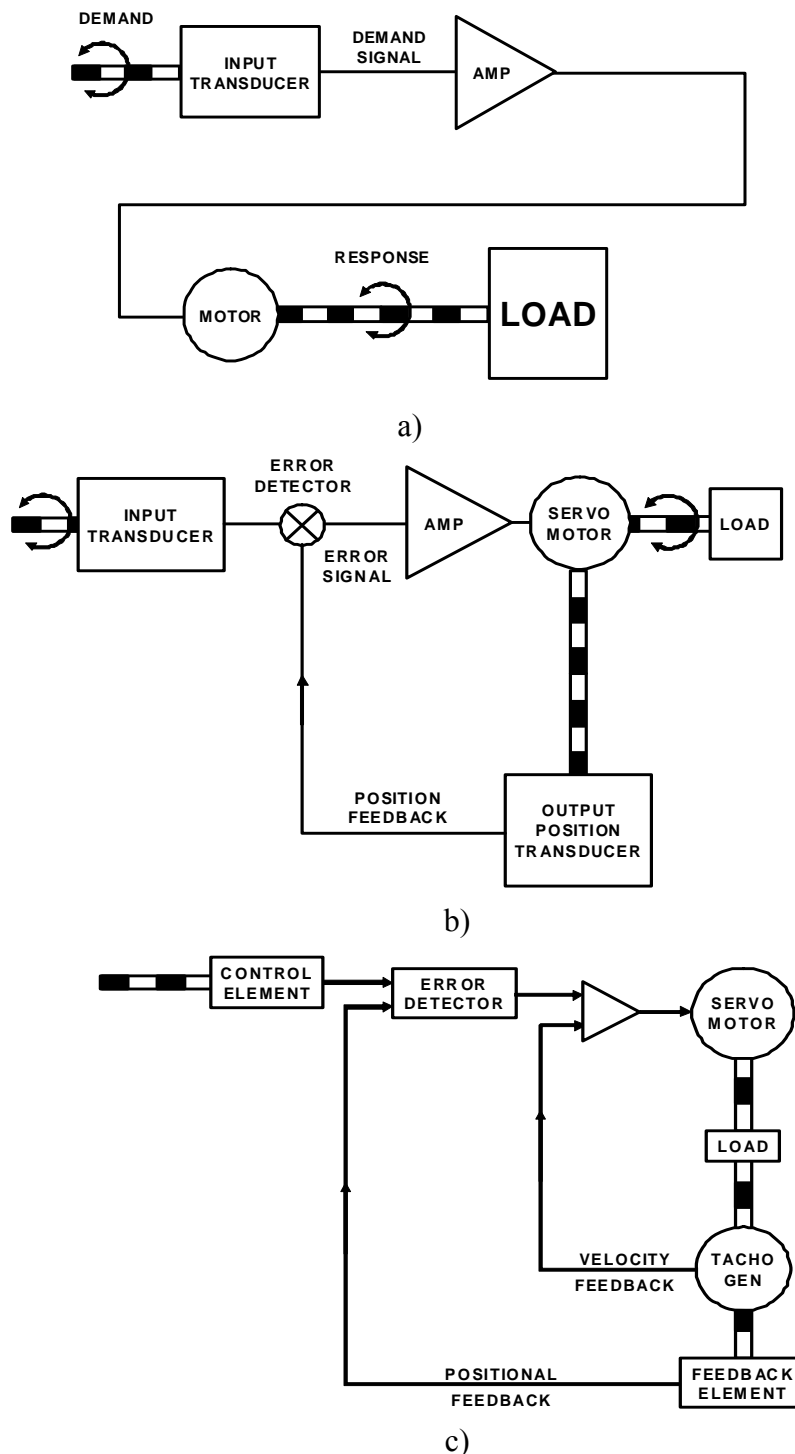 DEMAND
INPUT
TRANSDUCER
DEMAND
SIGNAL
AMP
MOTOR
RESPONSE
LOAD
a)
INPUT
TRANSDUCER
ERROR
DETECTOR
ERROR
SIGNAL
AMP
SERVO
MOTOR
LOAD
POSITION
FEEDBACK
OUTPUT
POSITION
TRANSDUCER
b)
CONTROL
ELEMENT
ERROR
DETECTOR
SERVO
MOTOR
LOAD
VELOCITY
FEEDBACK
TACHO
GEN
POSITIONAL
FEEDBACK
FEEDBACK
ELEMENT
c)